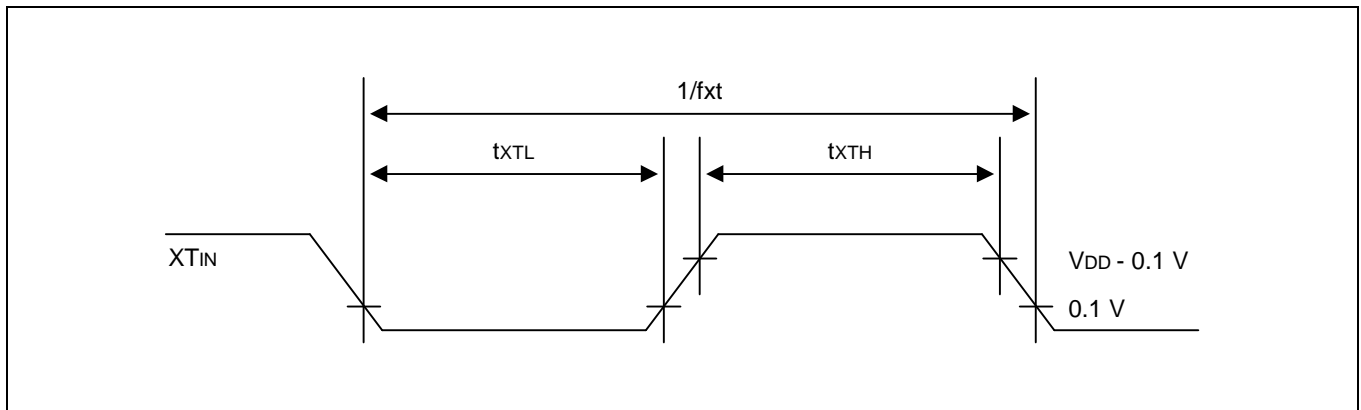 1/fxt
tXTL
tXTH
XTIN
VDD - 0.1 V
0.1 V